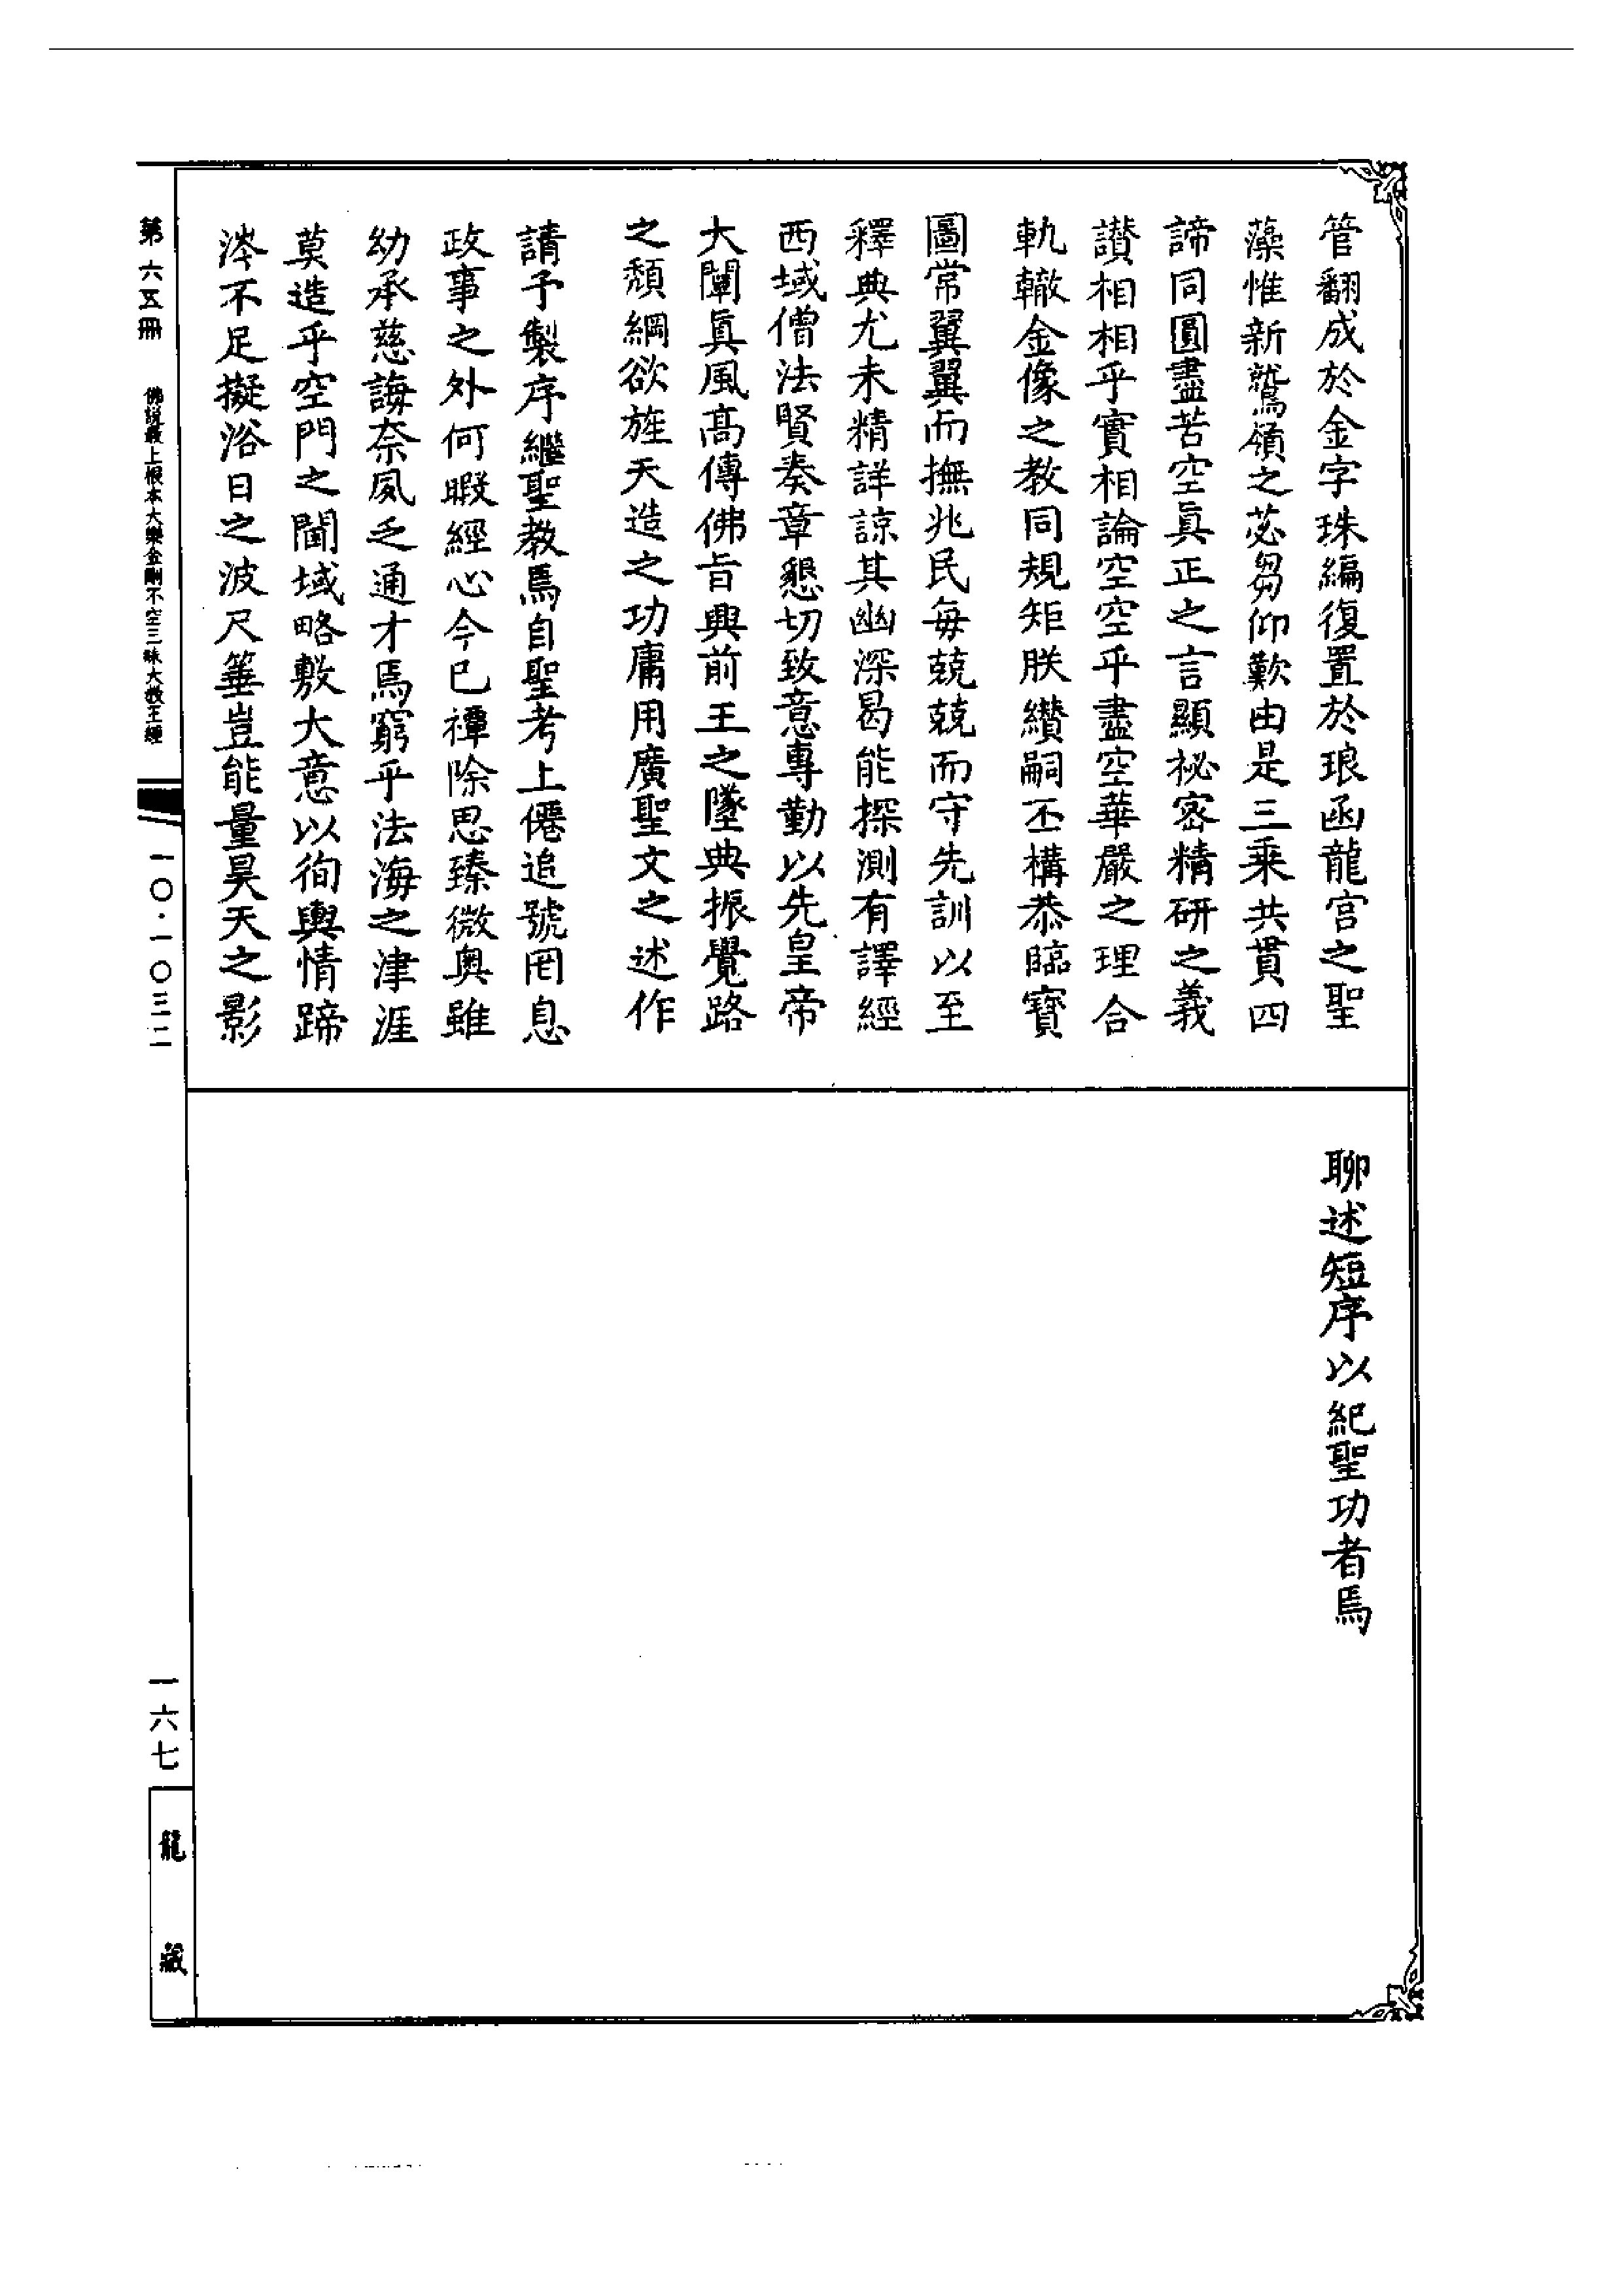 管翻成於金字珠編復置於琅函龍宮之聖
藻惟新鷲嶺之苾芻仰歎由是三乘共貫四
諦同圓盡苦空眞正之言顯祕密精研之義
讃相相乎實相論空空乎盡空華嚴之理合
軌轍金像之教同規矩朕纘嗣丕構恭臨寳
圖常翼翼而撫兆民毎兢兢而守先訓以至
釋典尤未精詳諒其幽深曷能探測有譯經
西域僧法賢奏章懇切致意專勤以先皇帝
大闡眞風髙傳佛旨興前王之墜典振覺路
之頽綱欲旌天造之功庸用廣聖文之述作
請予製序繼聖教焉自聖考上僊追號罔息
政事之外何暇經心今已禫除思臻微奥雖
幼承慈誨奈夙乏通才焉窮乎法海之津涯
莫造乎空門之閫域略敷大意以徇輿情蹄
涔不足擬浴日之波尺箠豈能量昊天之影
聊述短序以紀聖功者焉
第六五冊
佛說最上根本大樂金剛不空三昧大教王經
一〇・一〇三二
一六七
龍藏